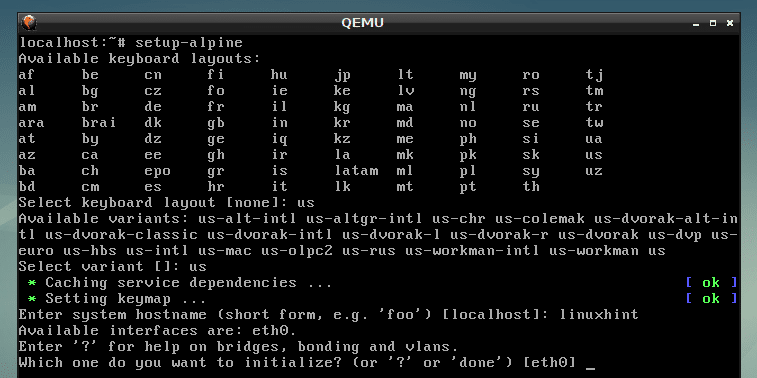 QEMU
localhost:~# setup-alpine
Available keyboard layouts:
af be cn fi hu jp lt my ro tj
al bg cz fo ie ke lv ng rs tm
am br de fr il kg ma nl ru tr
ara brai dk gb in kr md no se tw
at by dz ge iq kz me ph si ua
az ca ee gh ir la mk pk sk us
ba ch epo gr is latam ml pl sy uz
bd cm es hr it lk mt pt th
Select keyboard layout [none]: us
Available variants: us-alt-intl us-altgr-intl us-chr us-colemak us-dvorak-alt-in
tl us-dvorak-classic us-dvorak-intl us-dvorak-l us-dvorak-r us-dvorak us-dvp us-
euro us-hbs us-intl us-mac us-olpc2 us-rus us-workman-intl us-workman us
Select variant []: us
* Caching service dependencies ... [ ok ]
* Setting keymap ... [ ok ]
Enter system hostname (short form, e.g. 'foo') [localhost]: linuxhint
Available interfaces are: eth0.
Enter '?' for help on bridges, bonding and vlans.
Which one do you want to initialize? (or '?' or 'done') [eth0] _